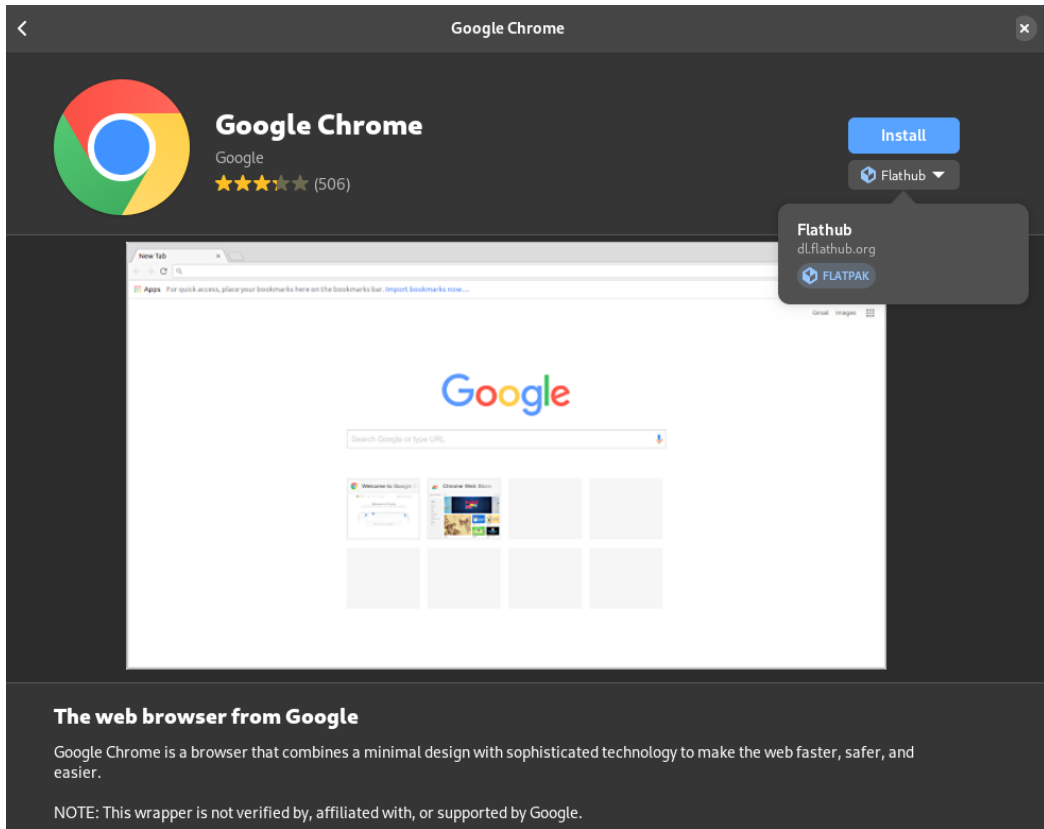 Google Chrome
Google Chrome
Google
(506)
Install
Flathub
Flathub
dl.flathub.org
FLATPAK
New Tab
Apps For quick access, place your bookmarks here on the bookmarks bar. Import bookmarks now...
Gmail Images
Google
Search Google or type URL
Welcome to Google
Chrome Web Store
The web browser from Google
Google Chrome is a browser that combines a minimal design with sophisticated technology to make the web faster, safer, and
easier.
NOTE: This wrapper is not verified by, affiliated with, or supported by Google.